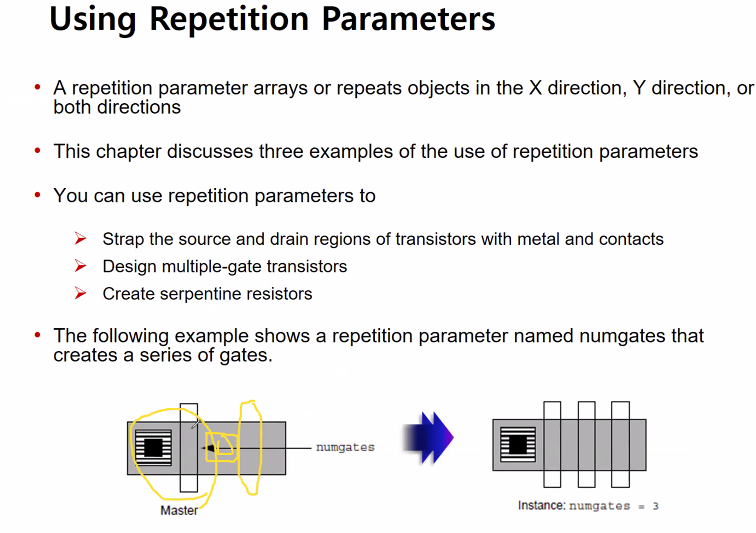 Using Repetition Parameters
• A repetition parameter arrays or repeats objects in the X direction, Y direction, or
both directions
• This chapter discusses three examples of the use of repetition parameters
• You can use repetition parameters to
➢ Strap the source and drain regions of transistors with metal and contacts
➢ Design multiple-gate transistors
➢ Create serpentine resistors
• The following example shows a repetition parameter named numgates that
creates a series of gates.
numgates
Master
Instance: numgates = 3